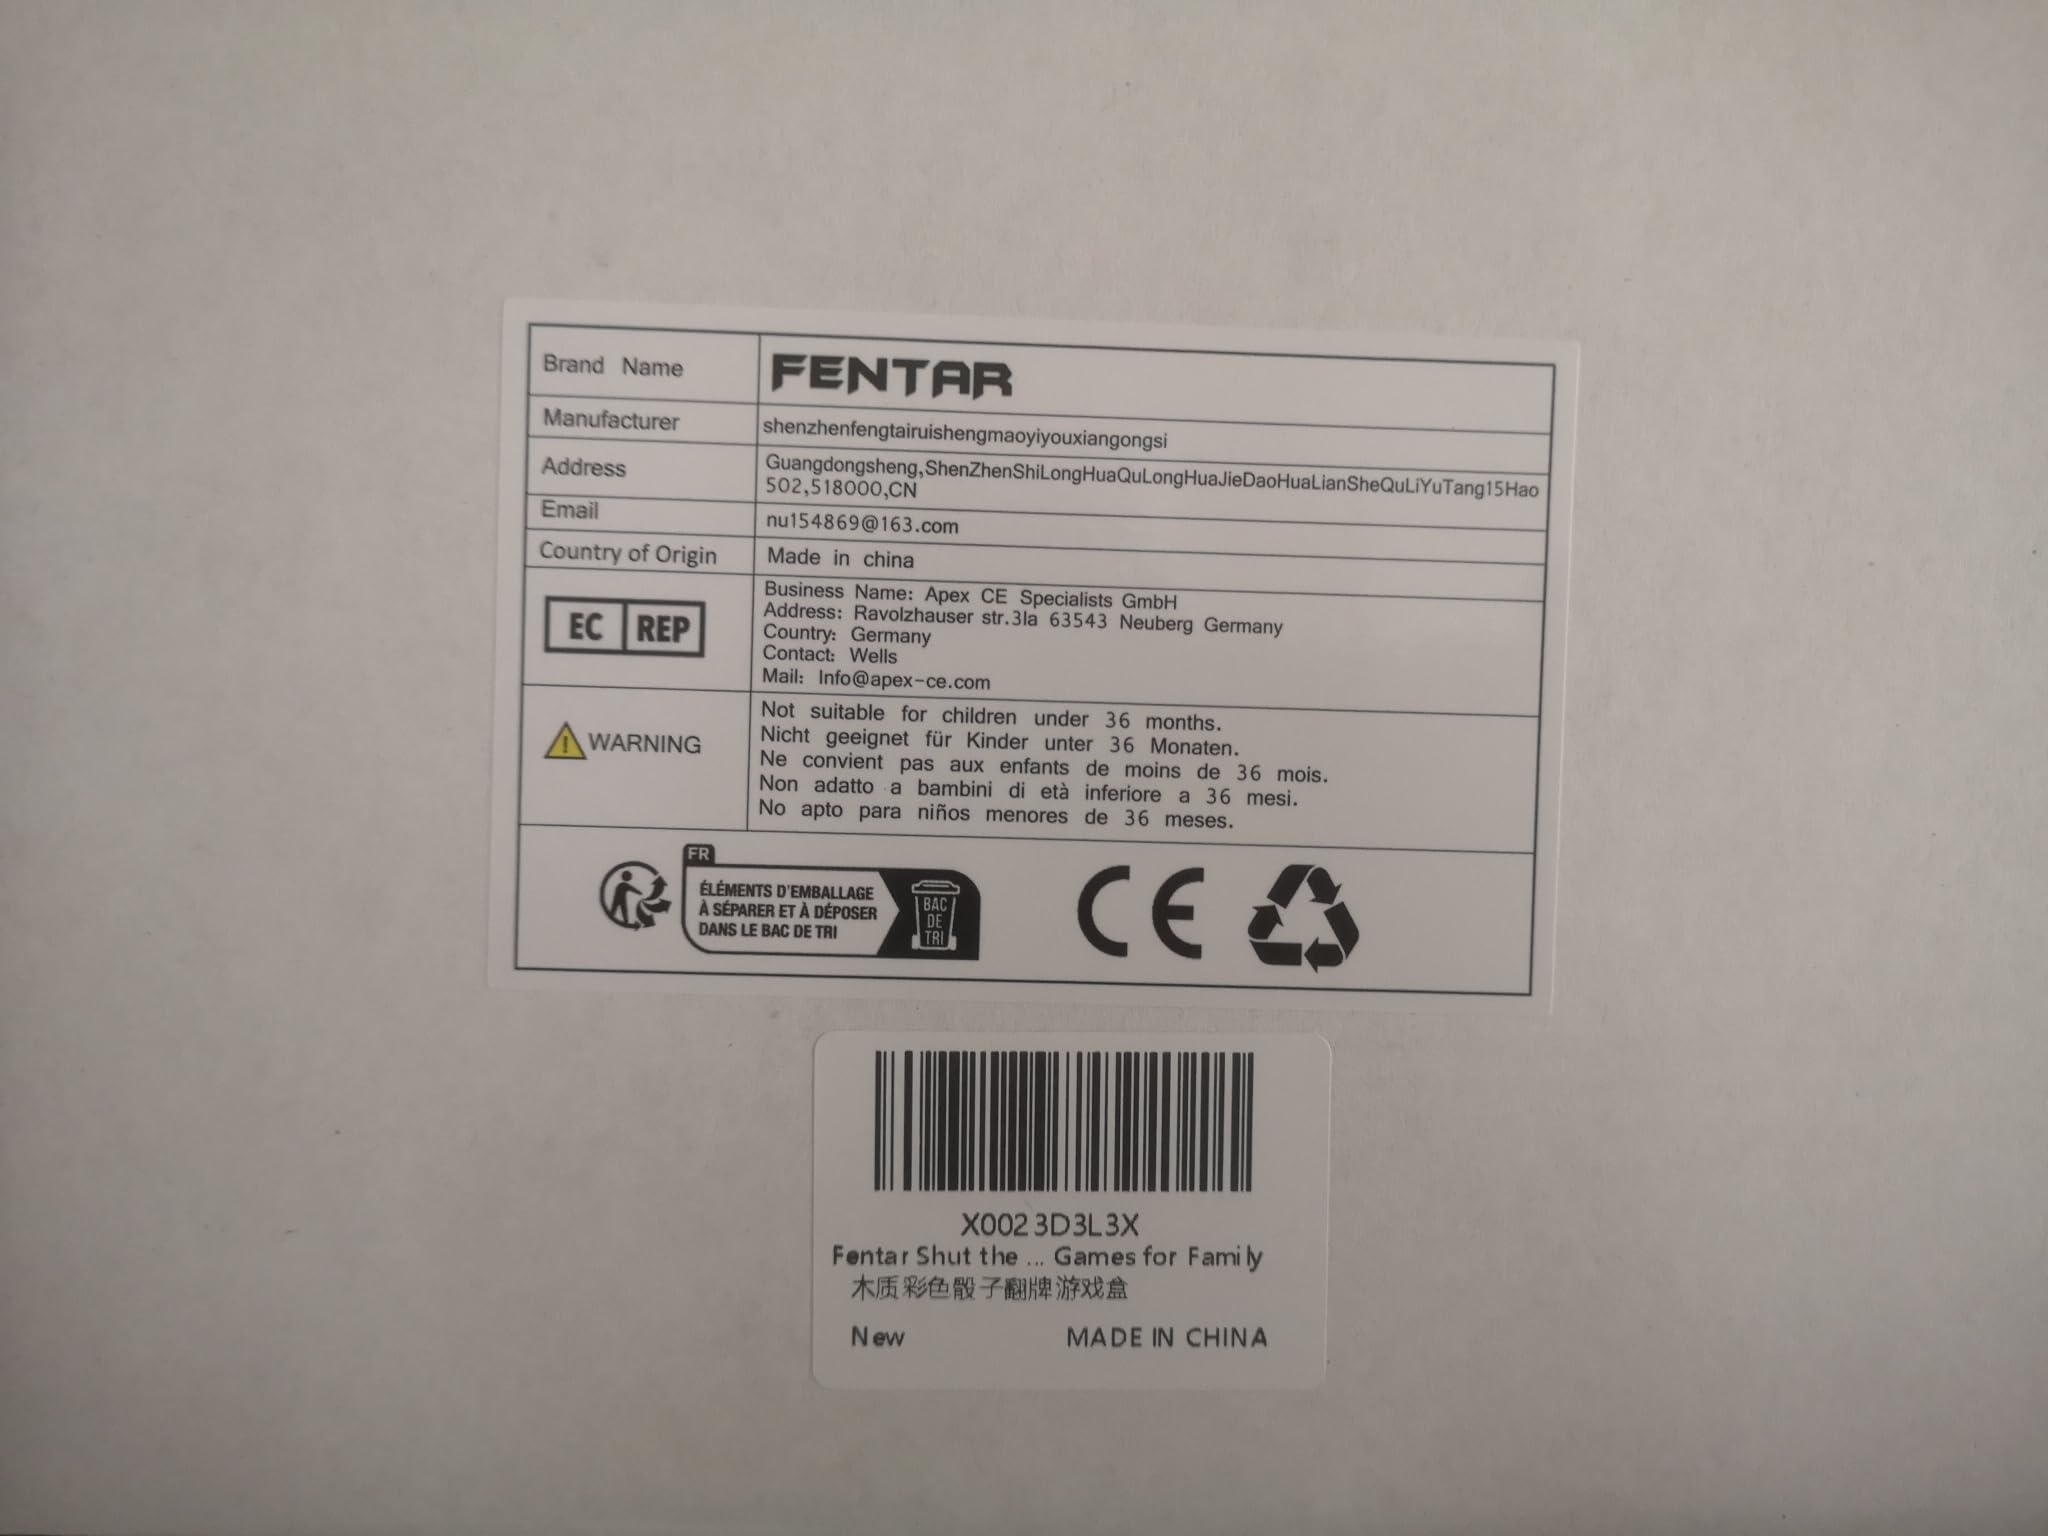 Brand Name FENTAR
Manufacturer shenzhenfengtairuishengmaoyiyouxiangongsi
Address Guangdongsheng,ShenZhenShiLongHuaQuLongHuaJieDaoHuaLianSheQuLiYuTang15Hao
502,518000,CN
Email nu154869@163.com
Country of Origin Made in china
EC REP
Business Name: Apex CE Specialists GmbH
Address: Ravolzhauser str.3la 63543 Neuberg Germany
Country: Germany
Contact: Wells
Mail: Info@apex-ce.com
WARNING
Not suitable for children under 36 months.
Nicht geeignet für Kinder unter 36 Monaten.
Ne convient pas aux enfants de moins de 36 mois.
Non adatto a bambini di età inferiore a 36 mesi.
No apto para niños menores de 36 meses.
FR
ÉLÉMENTS D'EMBALLAGE
À SÉPARER ET À DÉPOSER
DANS LE BAC DE TRI
BAC
DE
TRI
CE
X0023D3L3X
Fentar Shut the ... Games for Family
木质彩色骰子翻牌游戏盒
New MADE IN CHINA